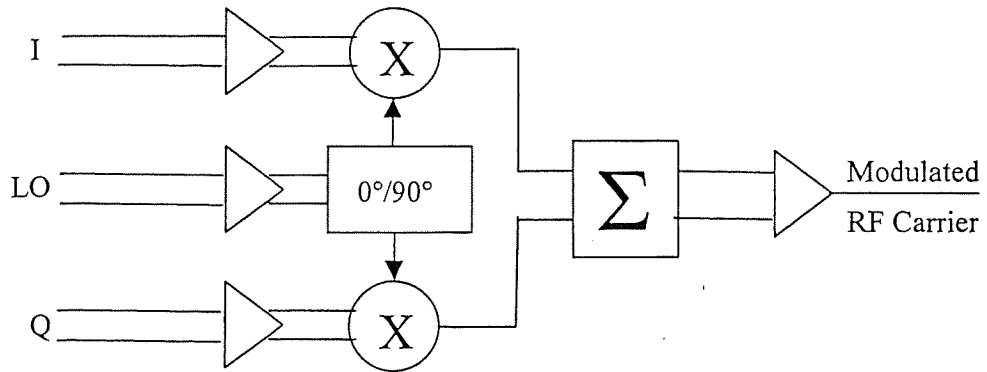 I
X
LO
0°/90°
Σ
Modulated
RF Carrier
Q
X